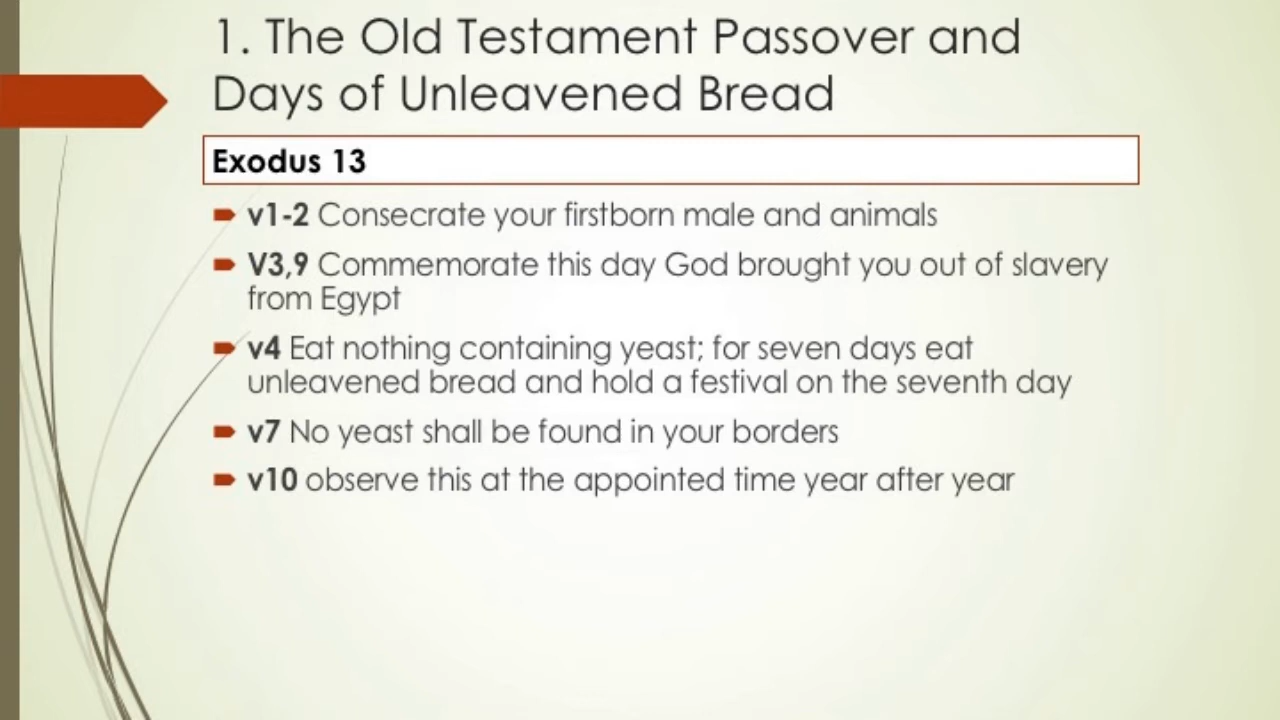 1. The Old Testament Passover and
Days of Unleavened Bread
Exodus 13
v1-2 Consecrate your firstborn male and animals
V3,9 Commemorate this day God brought you out of slavery
from Egypt
v4 Eat nothing containing yeast; for seven days eat
unleavened bread and hold a festival on the seventh day
v7 No yeast shall be found in your borders
v10 observe this at the appointed time year after year